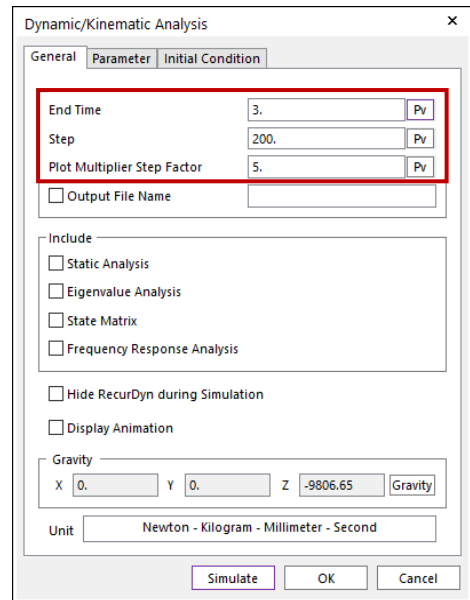 Dynamic/Kinematic Analysis ×
General Parameter Initial Condition
End Time 3. Pv
Step 200. Pv
Plot Multiplier Step Factor 5. Pv
Output File Name
Include
Static Analysis
Eigenvalue Analysis
State Matrix
Frequency Response Analysis
Hide RecurDyn during Simulation
Display Animation
Gravity
X 0. Y 0. Z -9806.65 Gravity
Unit Newton - Kilogram - Millimeter - Second
Simulate OK Cancel